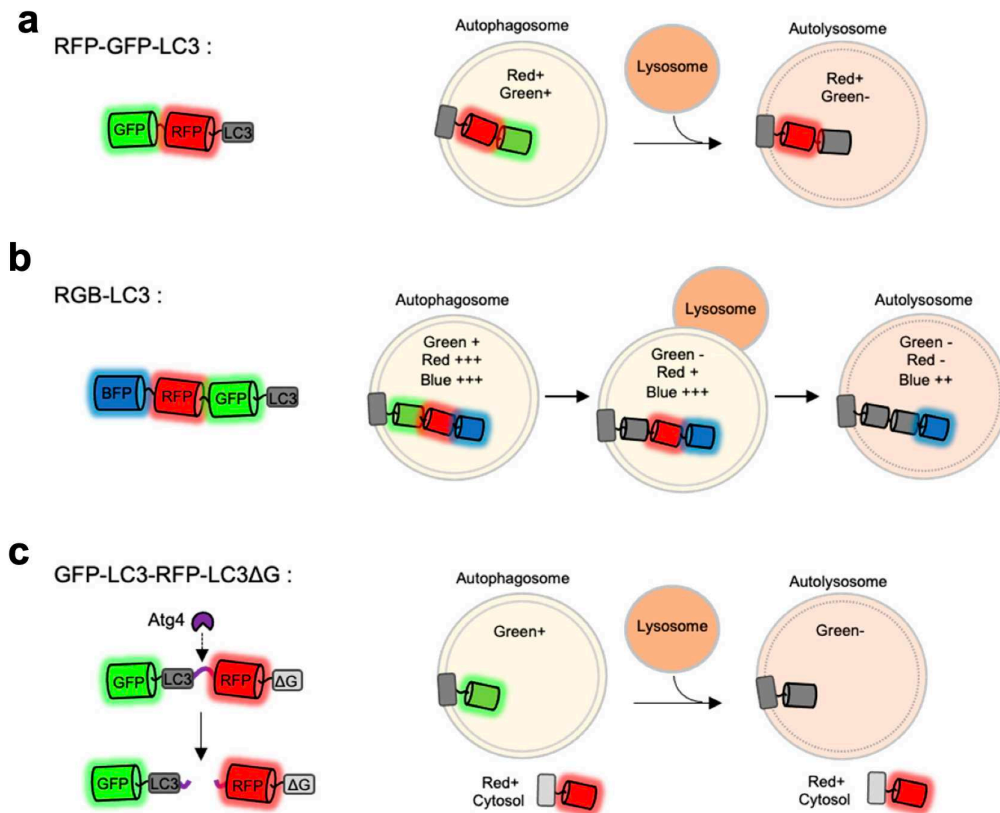 a
RFP-GFP-LC3 :
GFP RFP LC3
Autophagosome
Red+
Green+
Lysosome
Autolysosome
Red+
Green-
b
RGB-LC3 :
BFP RFP GFP LC3
Autophagosome
Green +
Red +++
Blue +++
Lysosome
Green -
Red +
Blue +++
Autolysosome
Green -
Red -
Blue ++
c
GFP-LC3-RFP-LC3ΔG :
Atg4
GFP LC3 RFP ΔG
GFP LC3 RFP ΔG
Autophagosome
Green+
Lysosome
Autolysosome
Green-
Red+
Cytosol
Red+
Cytosol